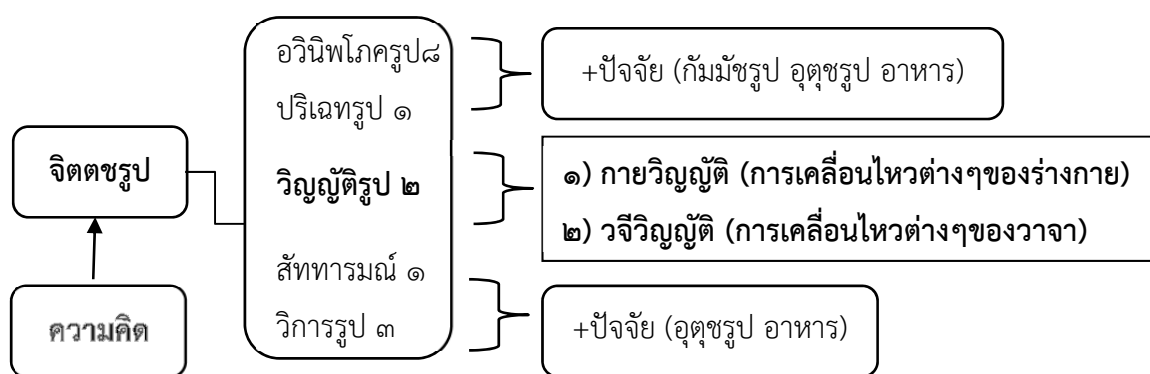 อวินิพโภครูป๘
ปริเฉทรูป ๑
วิญญัติรูป ๒
สัททารมณ์ ๑
วิการรูป ๓
จิตตชรูป
ความคิด
+ปัจจัย (กัมมัชรูป อุตุชรูป อาหาร)
๑) กายวิญญัติ (การเคลื่อนไหวต่างๆของร่างกาย)
๒) วจีวิญญัติ (การเคลื่อนไหวต่างๆของวาจา)
+ปัจจัย (อุตุชรูป อาหาร)